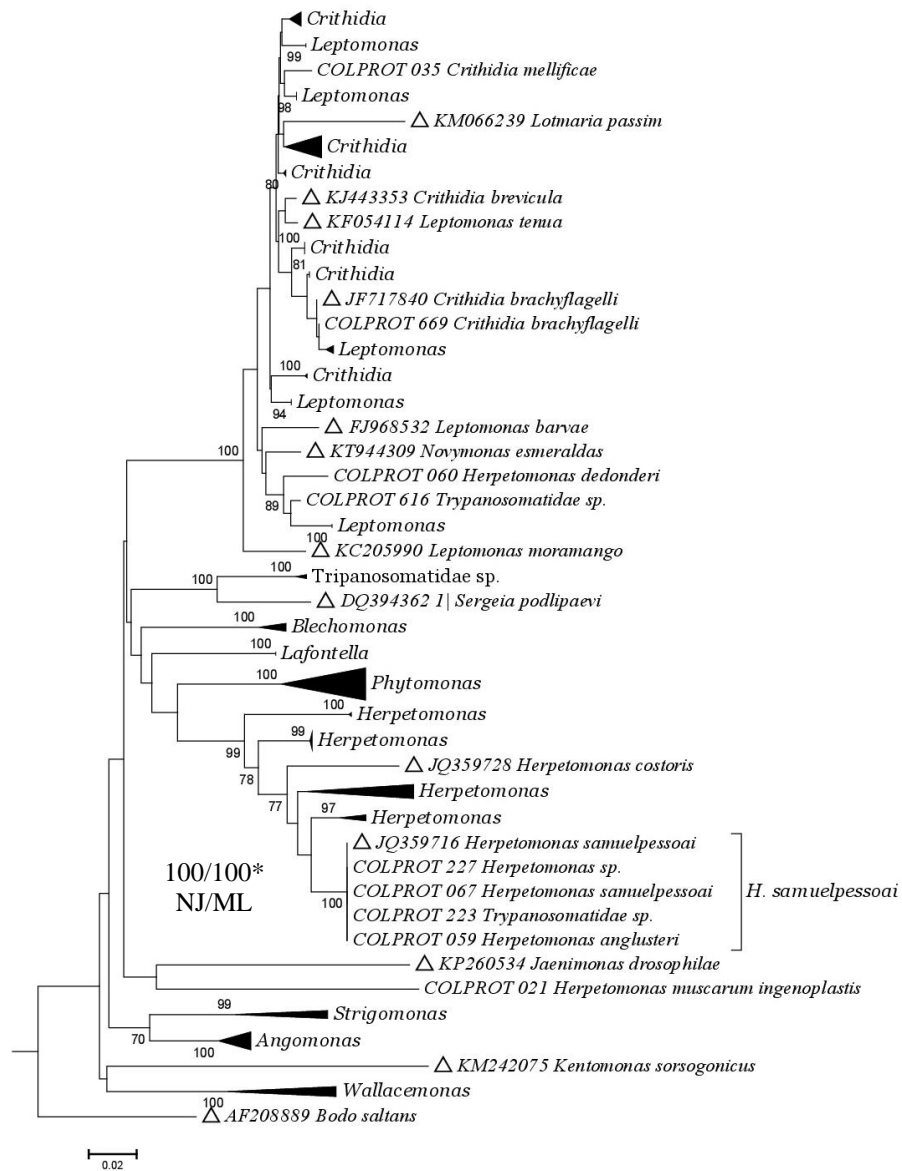 Crithidia
Leptomonas
99
COLPROT 035 Crithidia mellificae
Leptomonas
98
KM066239 Lotmaria passim
Crithidia
Crithidia
80
KJ443353 Crithidia brevicula
KF054114 Leptomonas tenua
100
Crithidia
81
Crithidia
JF717840 Crithidia brachyflagelli
COLPROT 669 Crithidia brachyflagelli
Leptomonas
100
Crithidia
Leptomonas
94
FJ968532 Leptomonas barvae
100
KT944309 Novymonas esmeraldas
COLPROT 060 Herpetomonas dedonderi
89
COLPROT 616 Trypanosomatidae sp.
Leptomonas
100
KC205990 Leptomonas moramango
100
100
Tripanosomatidae sp.
DQ394362 1| Sergeia podlipaevi
100
Blechomonas
100
Lafontella
100
Phytomonas
100
Herpetomonas
99
99
Herpetomonas
78
JQ359728 Herpetomonas costoris
77
Herpetomonas
97
Herpetomonas
JQ359716 Herpetomonas samuelpessoai
COLPROT 227 Herpetomonas sp.
100/100*
NJ/ML
COLPROT 067 Herpetomonas samuelpessoai
H. samuelpessoai
100
COLPROT 223 Trypanosomatidae sp.
COLPROT 059 Herpetomonas anglusteri
KP260534 Jaenimonas drosophilae
COLPROT 021 Herpetomonas muscarum ingenoplastis
99
Strigomonas
70
100
Angomonas
KM242075 Kentomonas sorsogonicus
Wallacemonas
100
AF208889 Bodo saltans
0.02